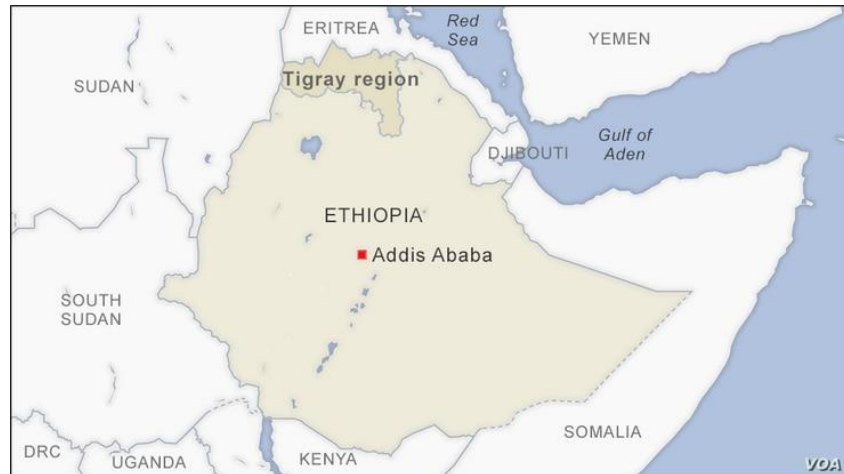 ERITREA
Red
Sea
YEMEN
SUDAN
Tigray region
Gulf of
Aden
DJIBOUTI
ETHIOPIA
Addis Ababa
SOUTH
SUDAN
SOMALIA
DRC
UGANDA
KENYA
VOA